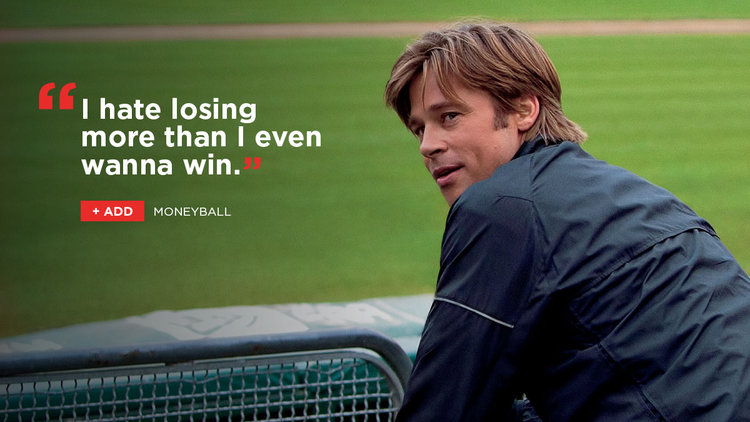 “I hate losing
more than I even
wanna win.”
+ ADD MONEYBALL